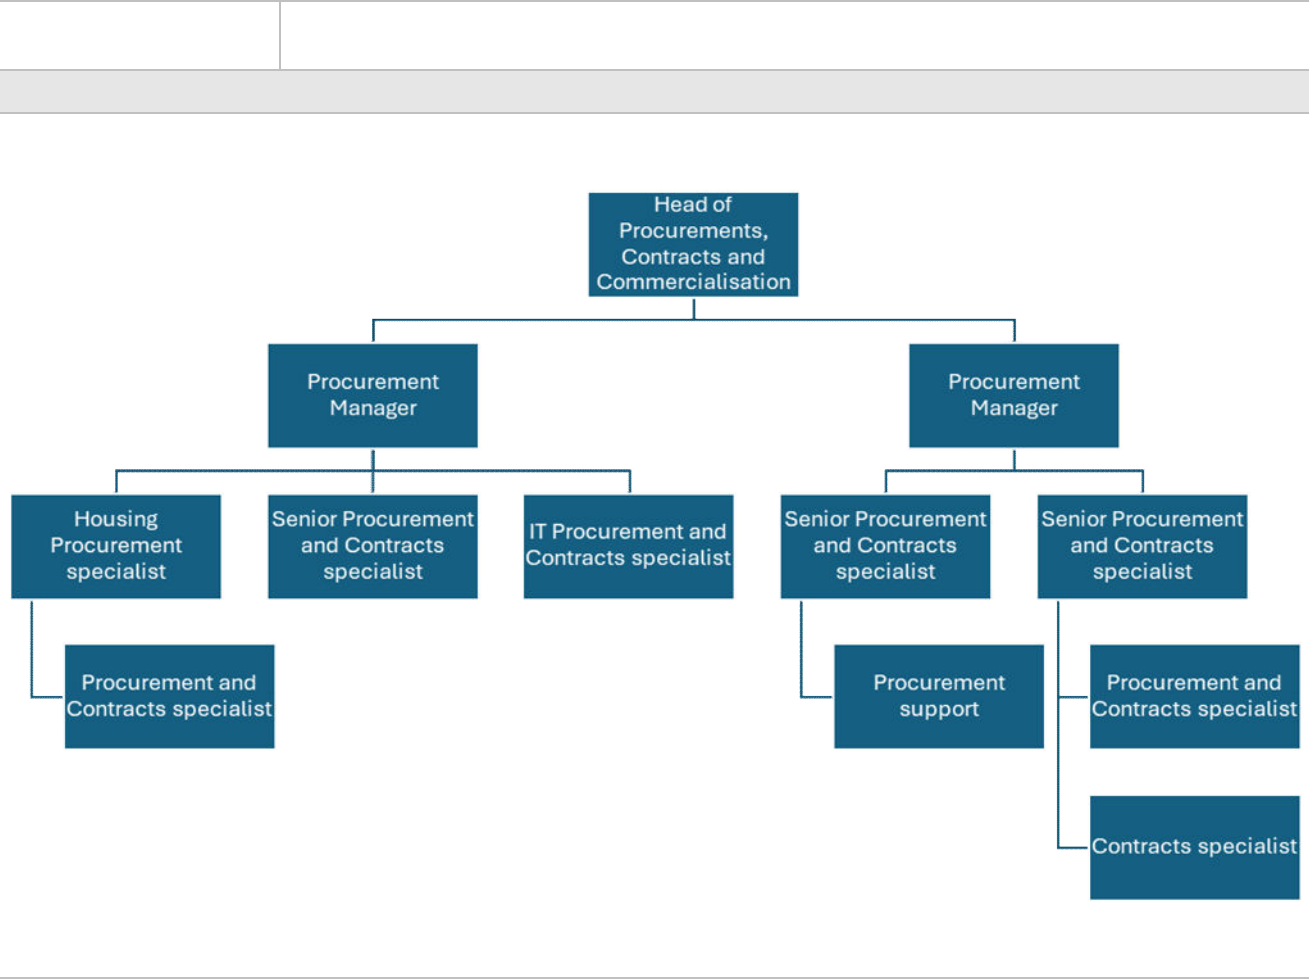 Head of
Procurements,
Contracts and
Commercialisation
Procurement
Manager
Procurement
Manager
Housing
Procurement
specialist
Senior Procurement
and Contracts
specialist
IT Procurement and
Contracts specialist
Senior Procurement
and Contracts
specialist
Senior Procurement
and Contracts
specialist
Procurement and
Contracts specialist
Procurement
support
Procurement and
Contracts specialist
Contracts specialist